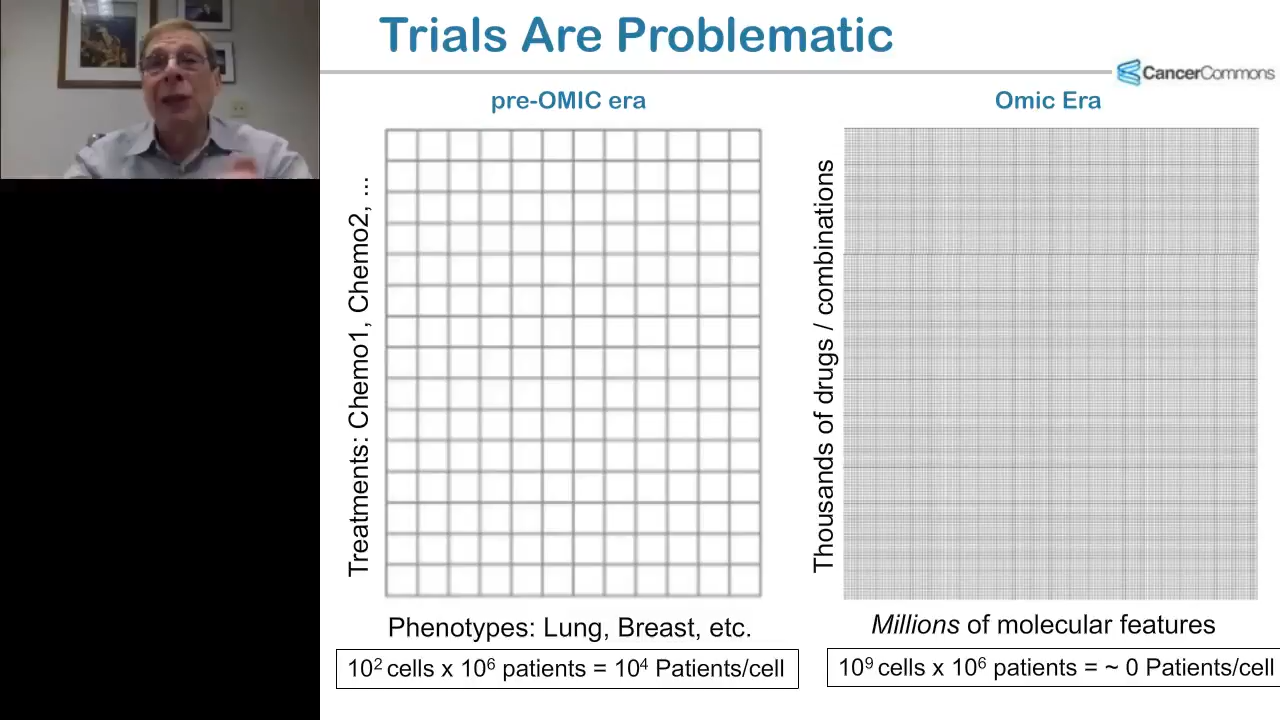 Trials Are Problematic
CancerCommons
pre-OMIC era
Omic Era
Treatments: Chemo1, Chemo2, ...
Thousands of drugs / combinations
Phenotypes: Lung, Breast, etc.
Millions of molecular features
10² cells x 10⁶ patients = 10⁴ Patients/cell
10⁹ cells x 10⁶ patients = ~ 0 Patients/cell